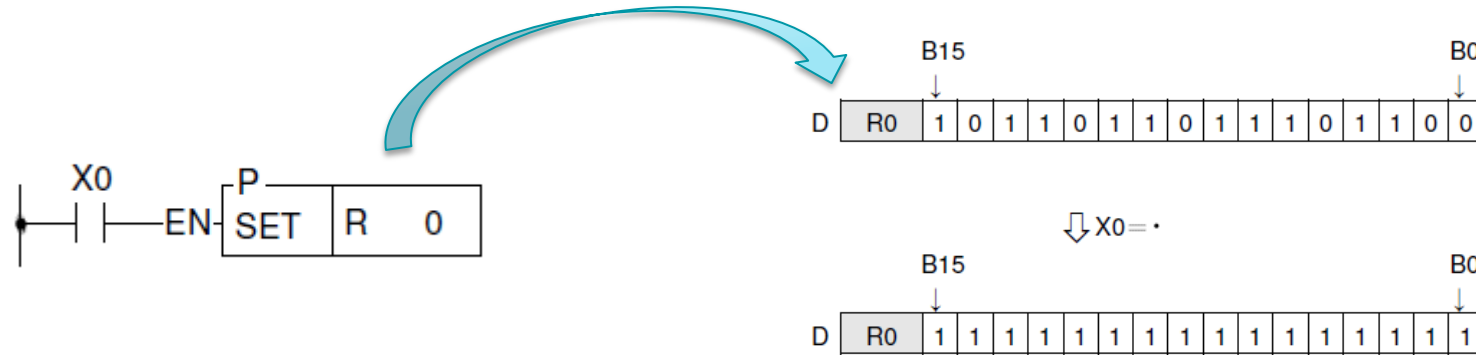 B15 B0
D R0 1 0 1 1 0 1 1 0 1 1 1 0 1 1 0 0
X0 P
EN SET R 0
X0= ·
B15 B0
D R0 1 1 1 1 1 1 1 1 1 1 1 1 1 1 1 1